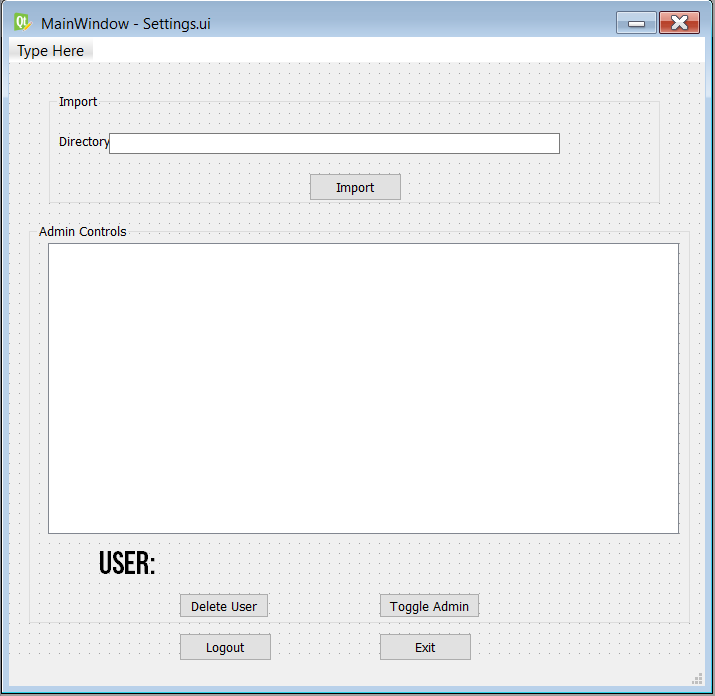 MainWindow - Settings.ui
Type Here
Import
Directory
Import
Admin Controls
USER:
Delete User Toggle Admin
Logout Exit